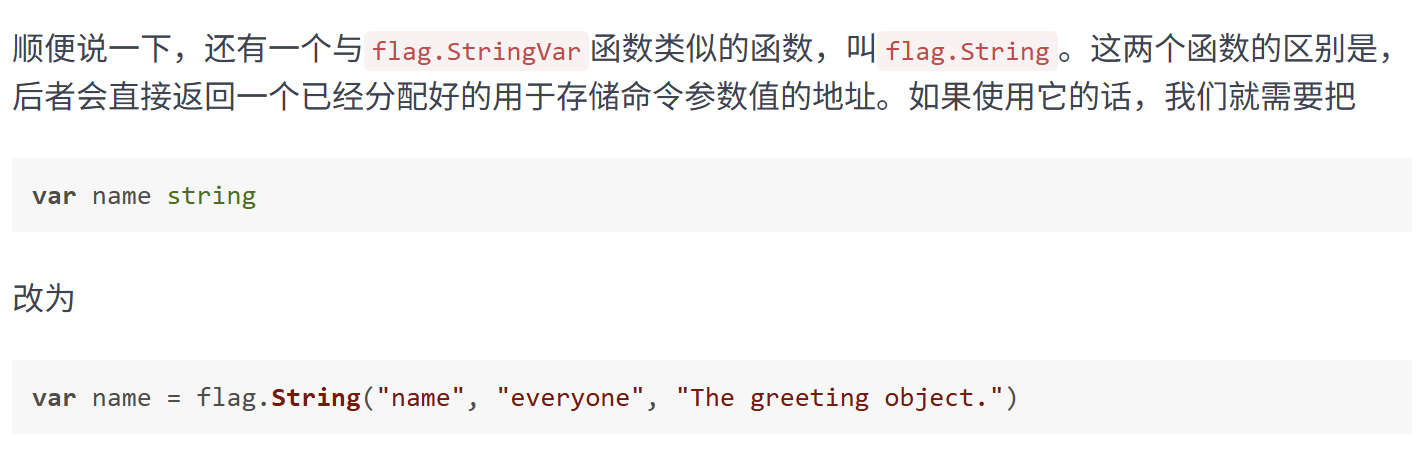 顺便说一下，还有一个与flag.StringVar函数类似的函数，叫flag.String。这两个函数的区别是，
后者会直接返回一个已经分配好的用于存储命令参数值的地址。如果使用它的话，我们就需要把
var name string
改为
var name = flag.String("name", "everyone", "The greeting object.")